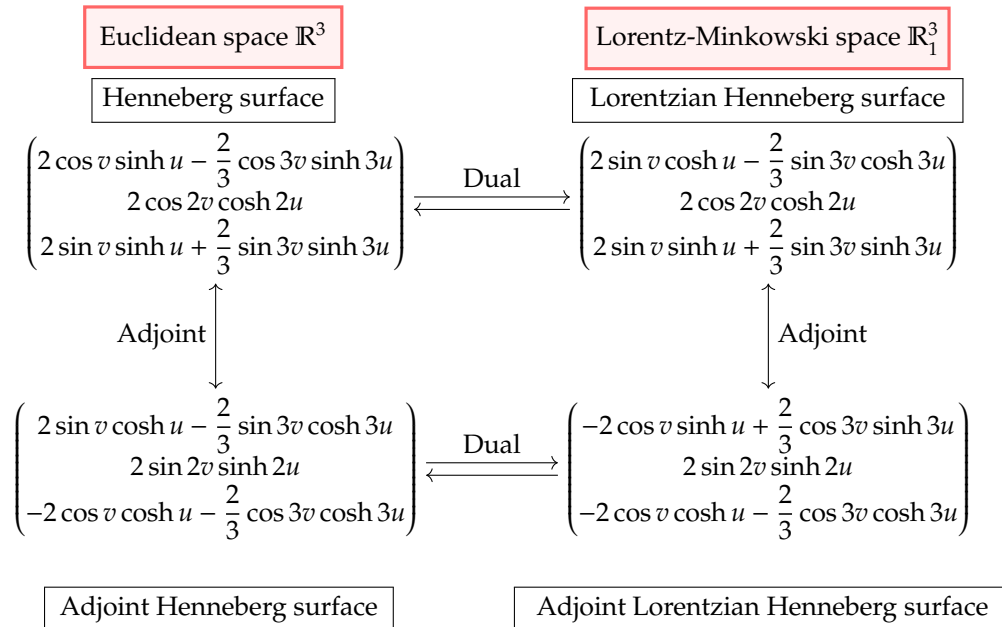 Euclidean space ℝ³
Lorentz-Minkowski space ℝ³₁
Henneberg surface
Lorentzian Henneberg surface
2 cos v sinh u − 2/3 cos 3v sinh 3u
2 cos 2v cosh 2u
2 sin v sinh u + 2/3 sin 3v sinh 3u
Dual
2 sin v cosh u − 2/3 sin 3v cosh 3u
2 cos 2v cosh 2u
2 sin v sinh u + 2/3 sin 3v sinh 3u
Adjoint
Adjoint
2 sin v cosh u − 2/3 sin 3v cosh 3u
2 sin 2v sinh 2u
−2 cos v cosh u − 2/3 cos 3v cosh 3u
Dual
−2 cos v sinh u + 2/3 cos 3v sinh 3u
2 sin 2v sinh 2u
−2 cos v cosh u − 2/3 cos 3v cosh 3u
Adjoint Henneberg surface
Adjoint Lorentzian Henneberg surface